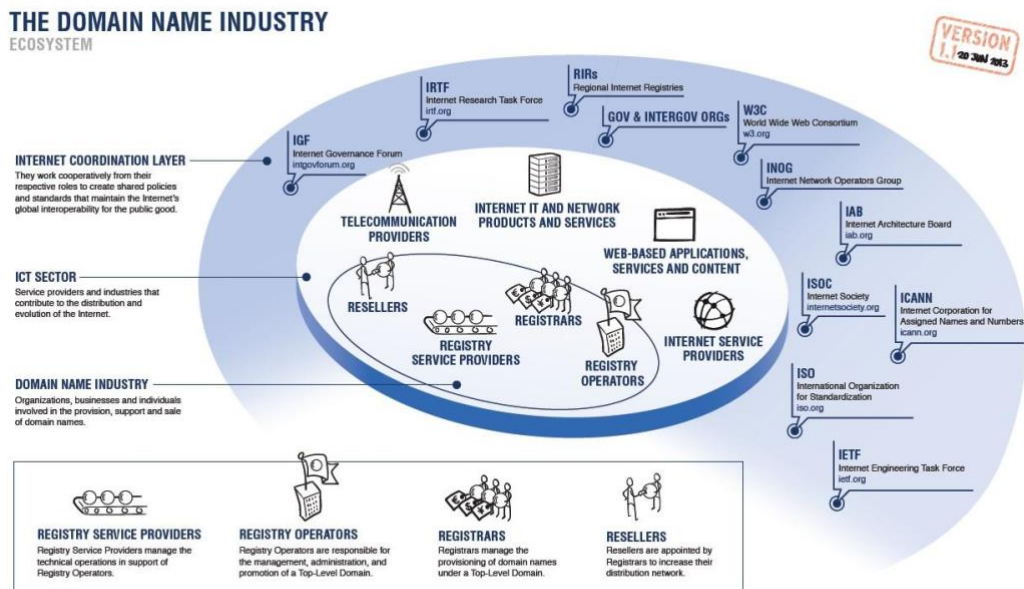 THE DOMAIN NAME INDUSTRY
ECOSYSTEM
VERSION
1.1 20 JUN 2013
IRTF
Internet Research Task Force
irtf.org
RIRs
Regional Internet Registries
GOV & INTERGOV ORGs
W3C
World Wide Web Consortium
w3.org
IGF
Internet Governance Forum
intgovforum.org
INOG
Internet Network Operators Group
INTERNET COORDINATION LAYER
They work cooperatively from their
respective roles to create shared policies
and standards that maintain the Internet's
global interoperability for the public good.
TELECOMMUNICATION
PROVIDERS
INTERNET IT AND NETWORK
PRODUCTS AND SERVICES
IAB
Internet Architecture Board
iab.org
WEB-BASED APPLICATIONS,
SERVICES AND CONTENT
ICT SECTOR
Service providers and industries that
contribute to the distribution and
evolution of the Internet.
ISOC
Internet Society
internetsociety.org
ICANN
Internet Corporation for
Assigned Names and Numbers
icann.org
RESELLERS
REGISTRARS
REGISTRY
SERVICE PROVIDERS
REGISTRY
OPERATORS
INTERNET SERVICE
PROVIDERS
DOMAIN NAME INDUSTRY
Organizations, businesses and individuals
involved in the provision, support and sale
of domain names.
ISO
International Organization
for Standardization
iso.org
IETF
Internet Engineering Task Force
ietf.org
REGISTRY SERVICE PROVIDERS
Registry Service Providers manage the
technical operations in support of
Registry Operators.
REGISTRY OPERATORS
Registry Operators are responsible for
the management, administration, and
promotion of a Top-Level Domain.
REGISTRARS
Registrars manage the
provisioning of domain names
under a Top-Level Domain.
RESELLERS
Resellers are appointed by
Registrars to increase their
distribution network.